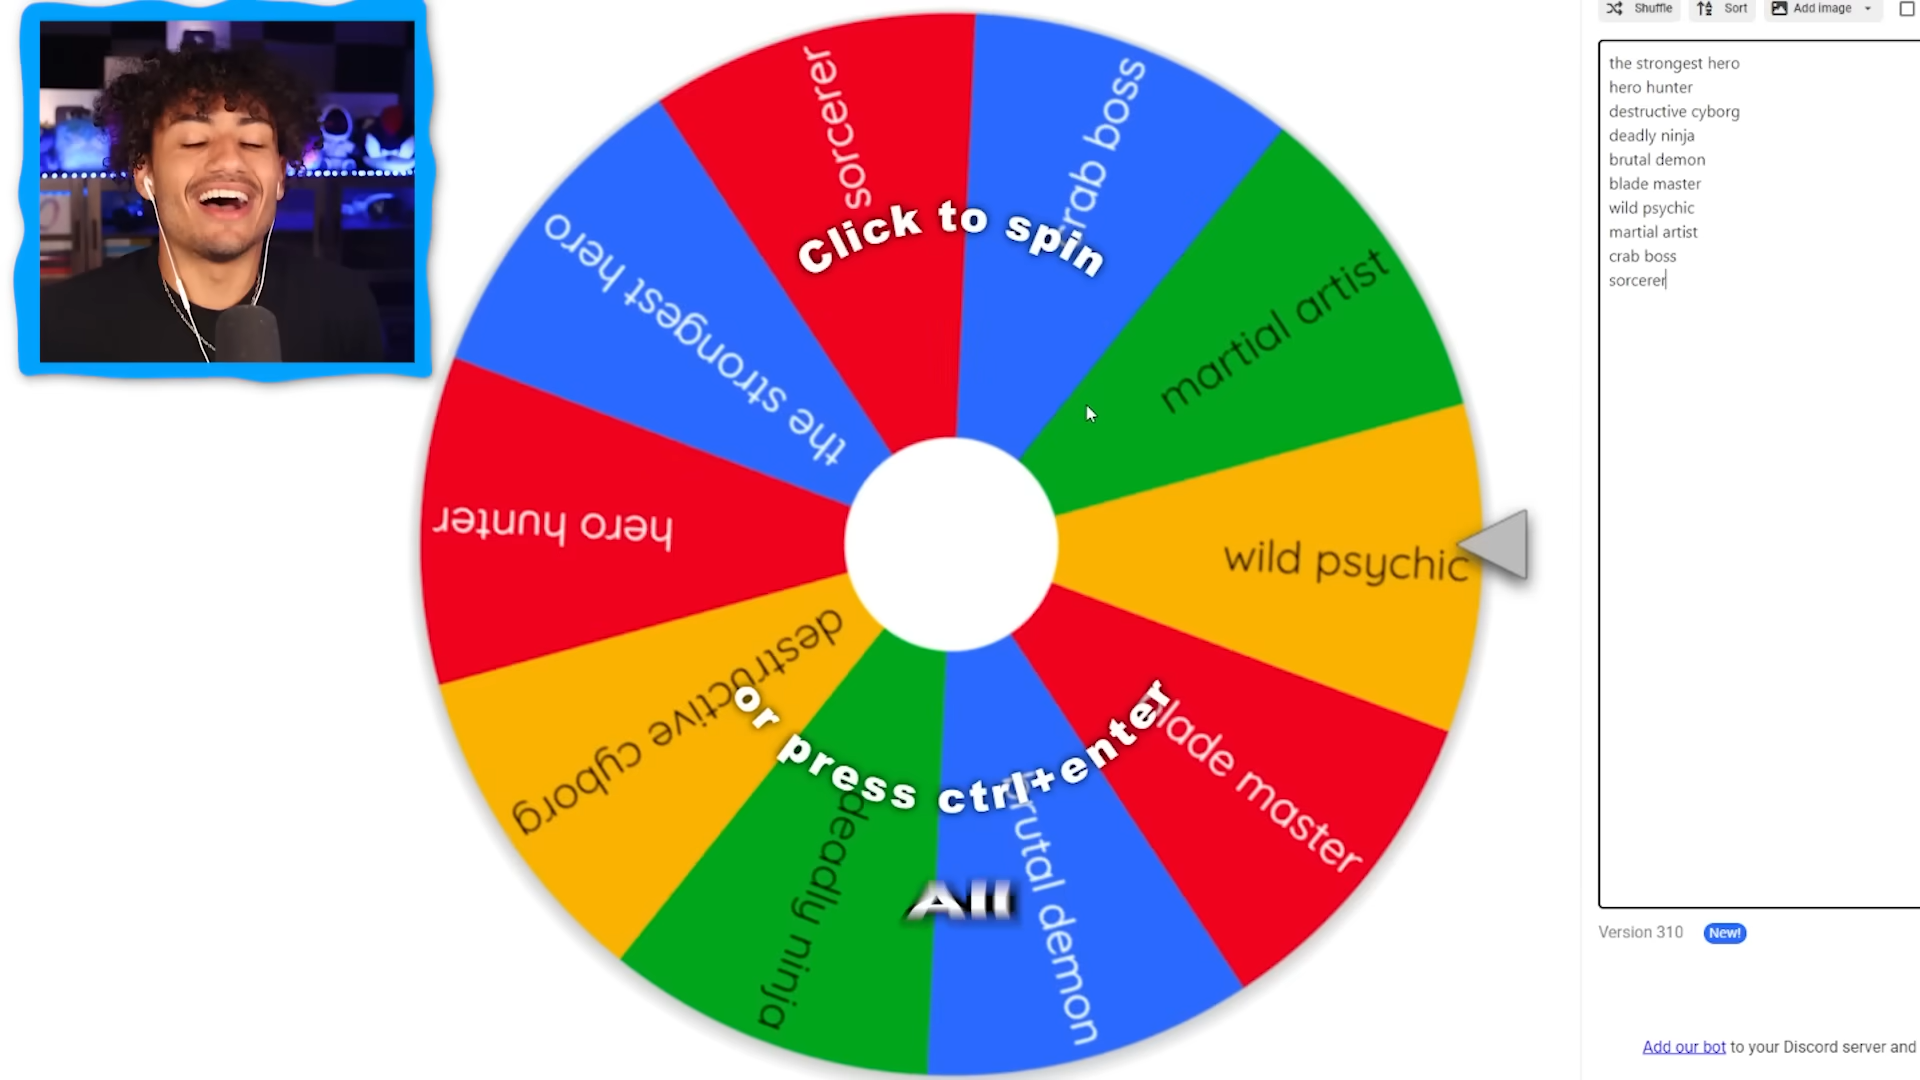 Shuffle
Sort
Add image
the strongest hero
hero hunter
destructive cyborg
deadly ninja
brutal demon
blade master
wild psychic
martial artist
crab boss
sorcerer
sorcerer
crab boss
martial artist
wild psychic
blade master
brutal demon
deadly ninja
destructive cyborg
hero hunter
the strongest hero
Click to spin
or press ctrl+enter
All
Version 310 New!
Add our bot to your Discord server and